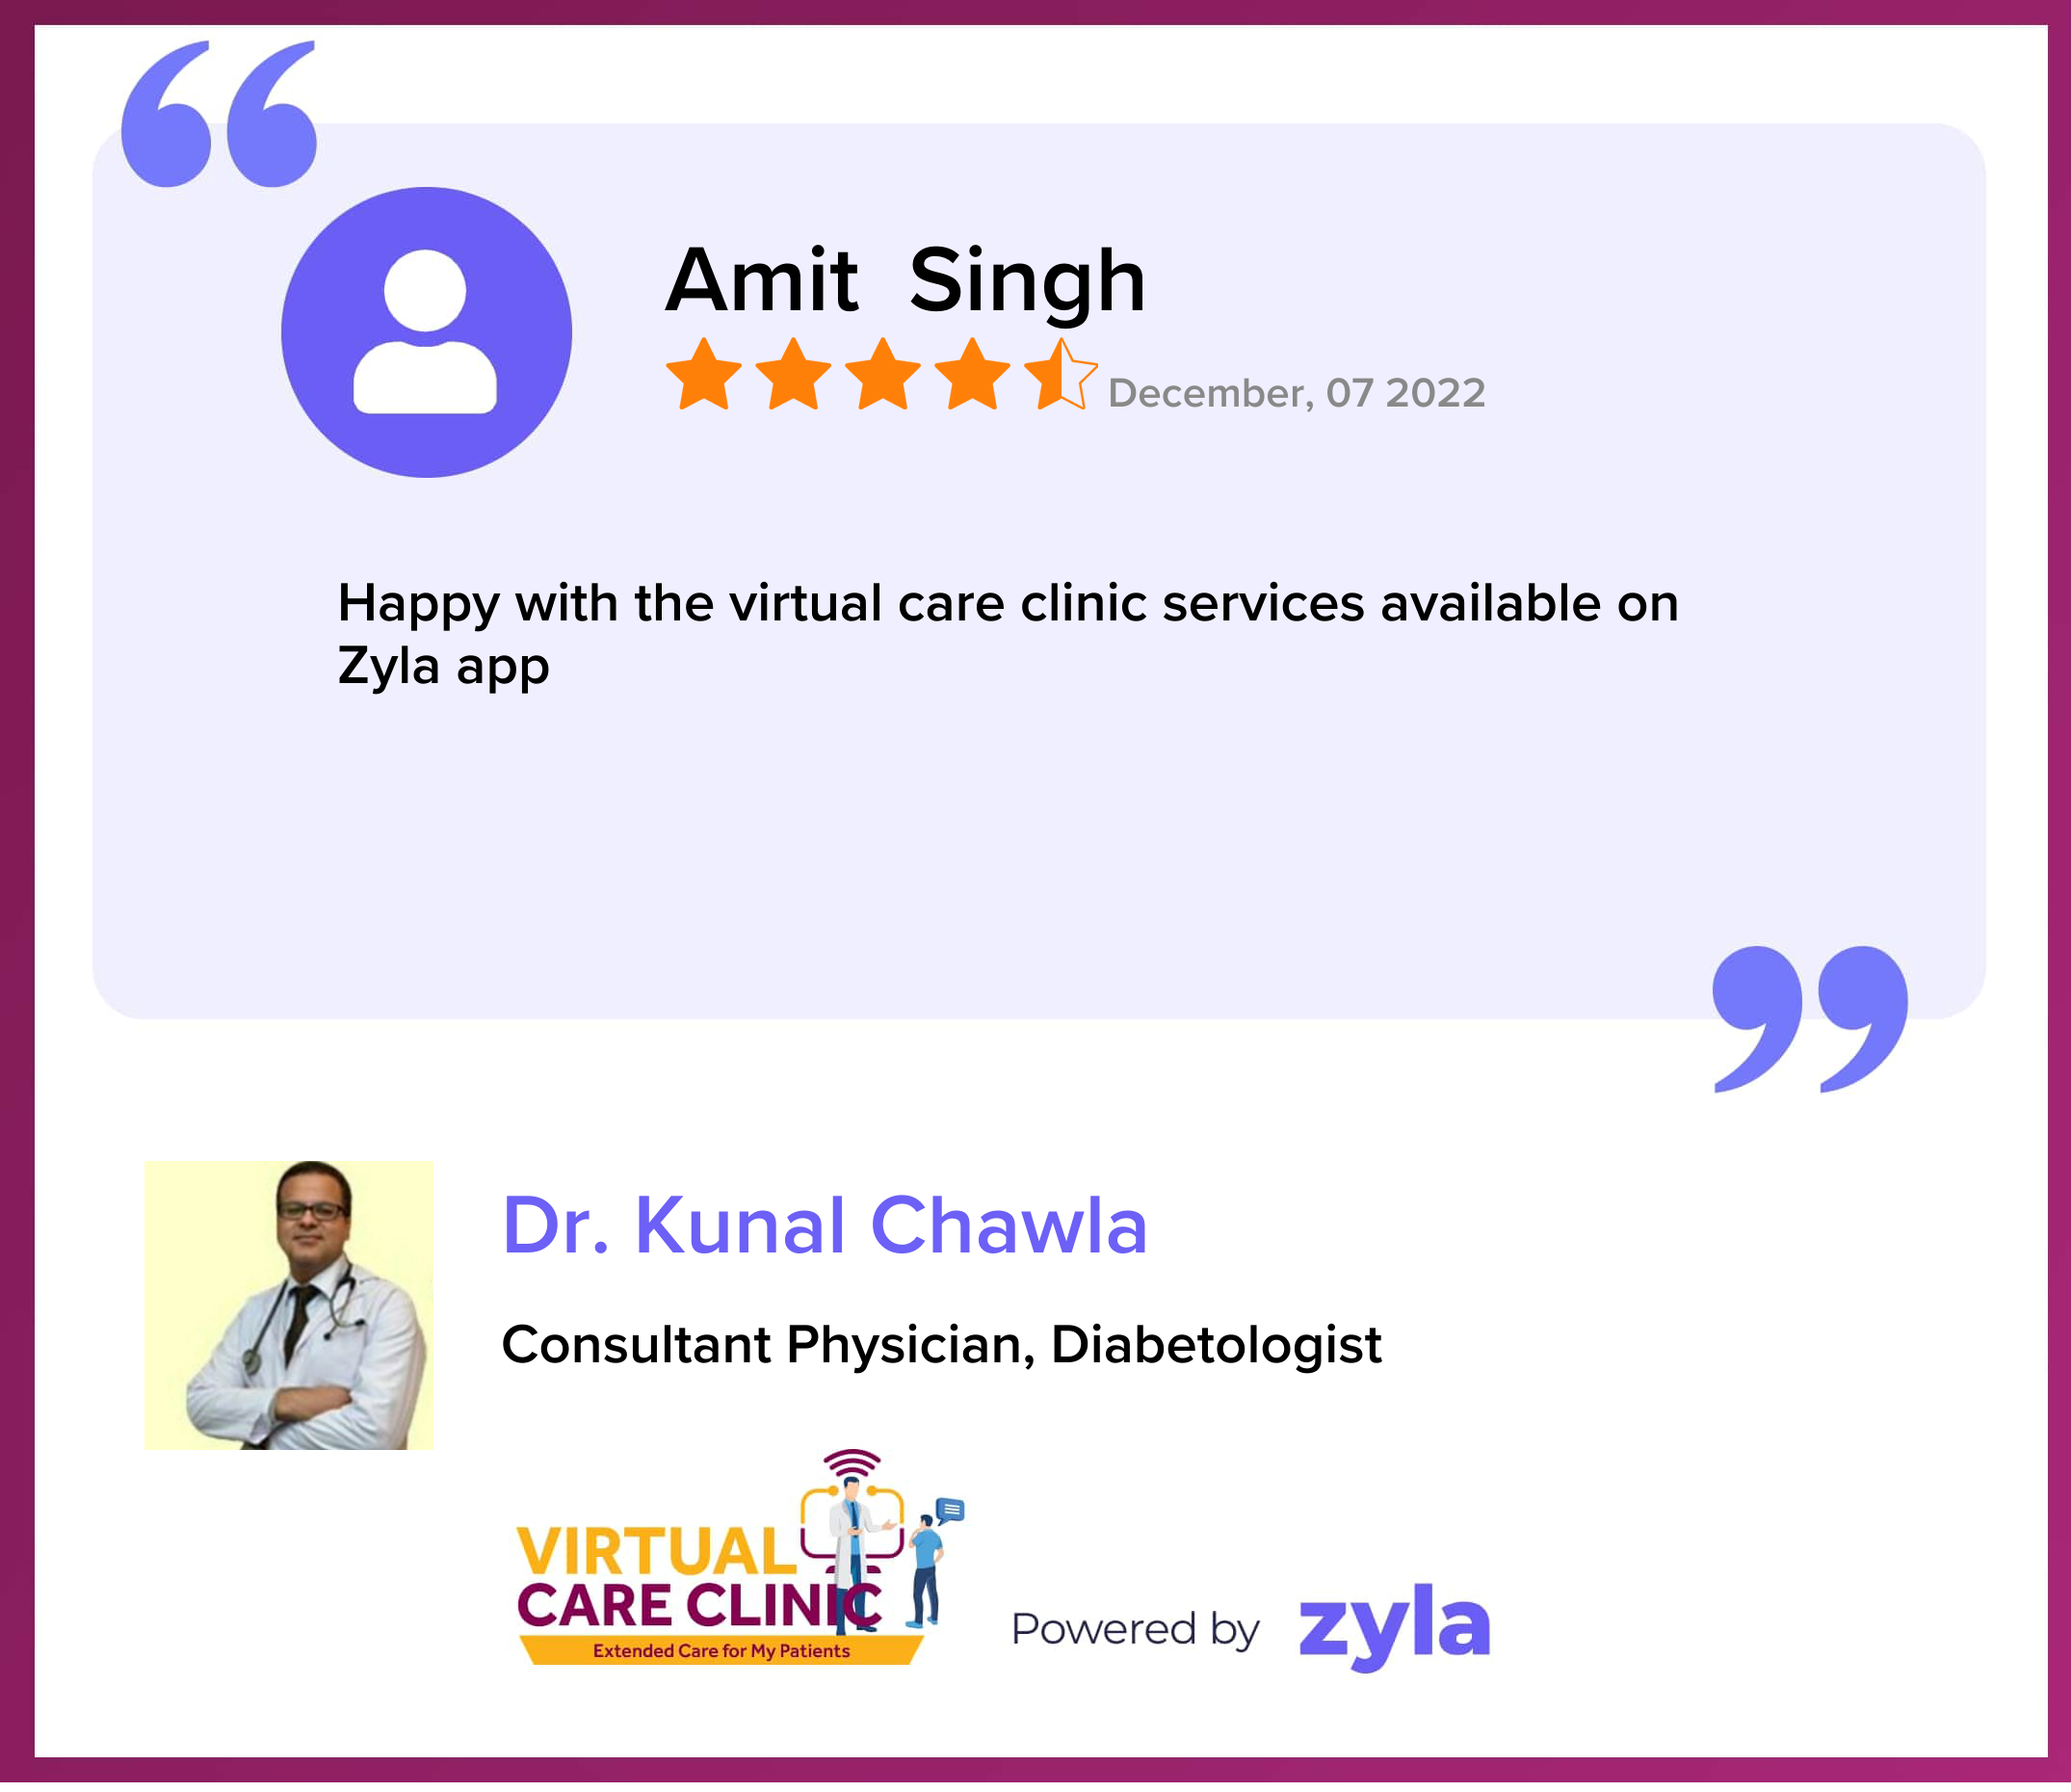 Amit Singh
December, 07 2022
Happy with the virtual care clinic services available on
Zyla app
Dr. Kunal Chawla
Consultant Physician, Diabetologist
VIRTUAL
CARE CLINIC
Extended Care for My Patients
Powered by zyla